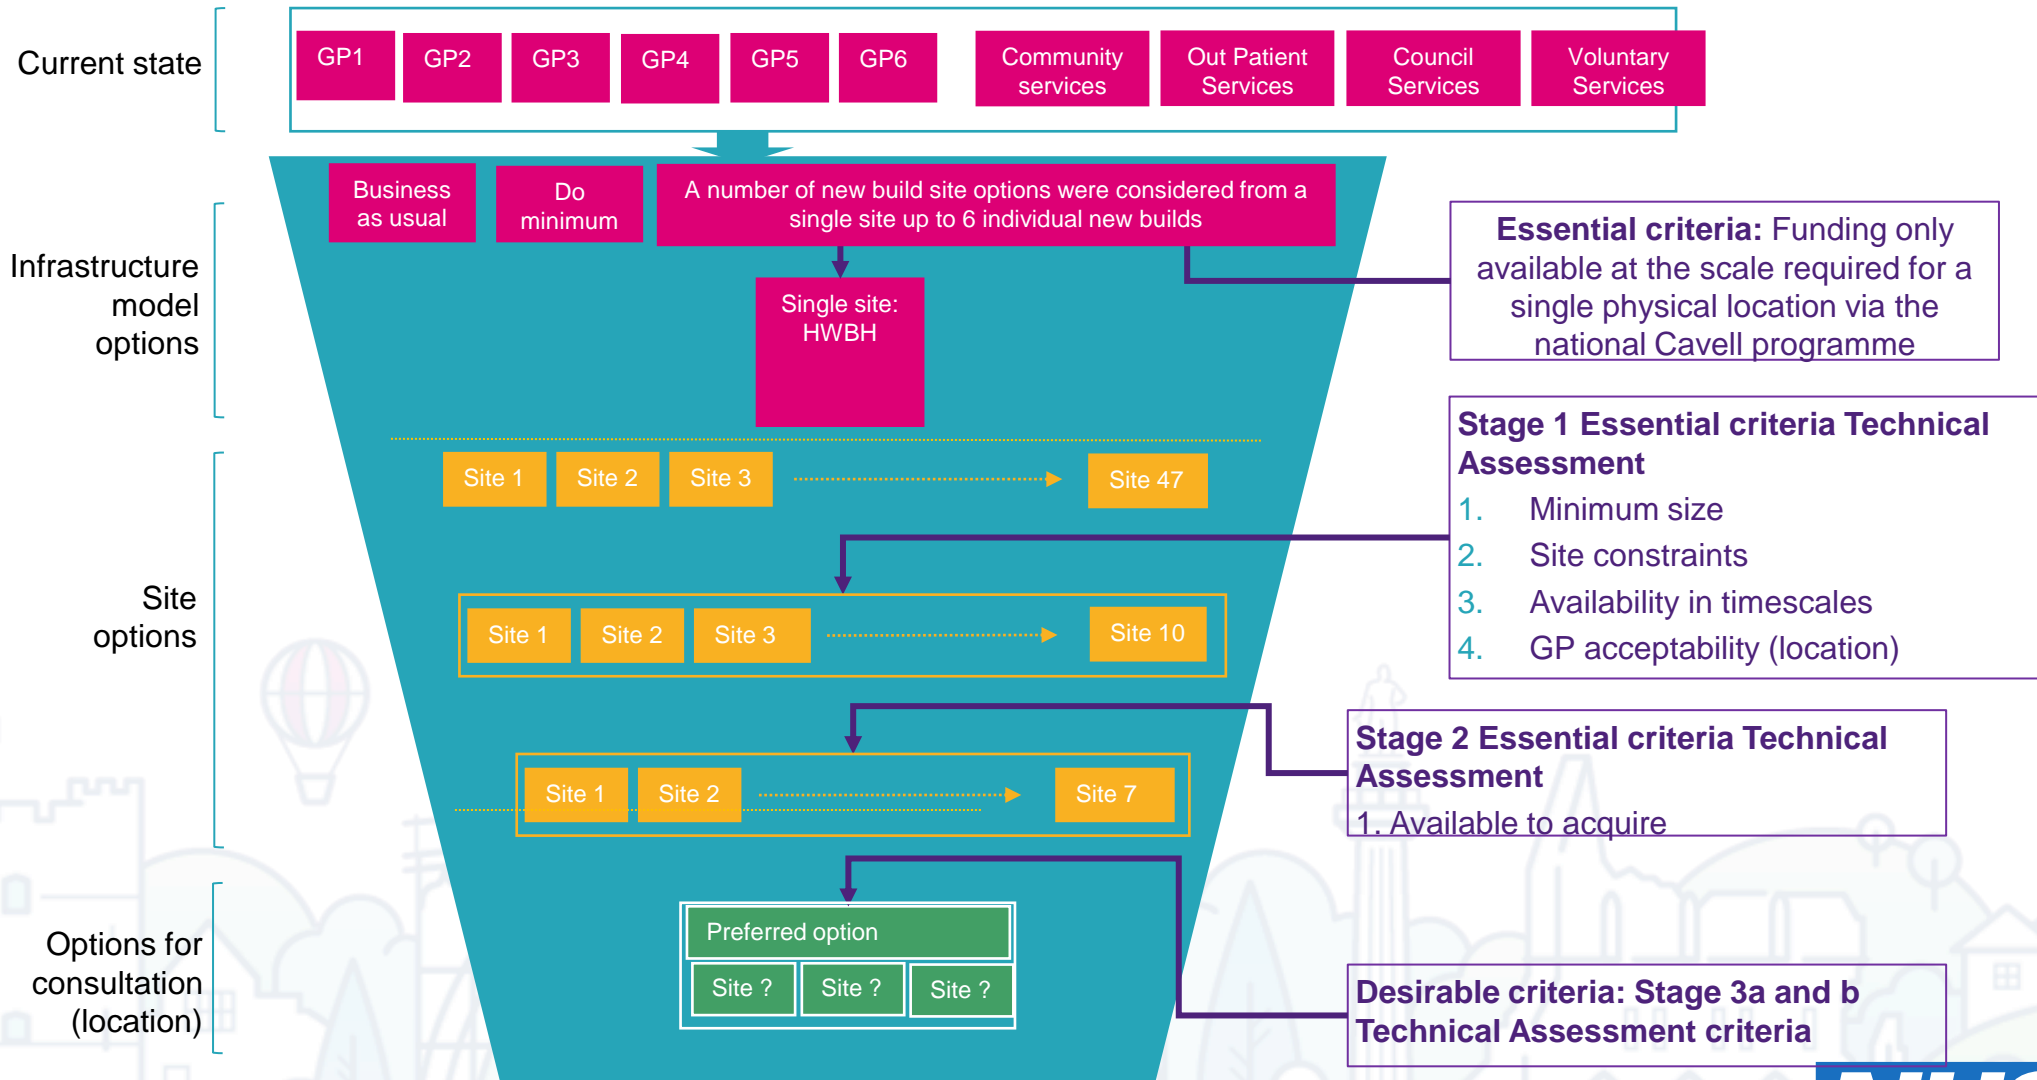 Current state
GP1
GP2
GP3
GP4
GP5
GP6
Community
services
Out Patient
Services
Council
Services
Voluntary
Services
Infrastructure
model
options
Business
as usual
Do
minimum
A number of new build site options were considered from a
single site up to 6 individual new builds
Single site:
HWBH
Essential criteria: Funding only
available at the scale required for a
single physical location via the
national Cavell programme
Site
options
Site 1
Site 2
Site 3
Site 47
Stage 1 Essential criteria Technical
Assessment
1. Minimum size
2. Site constraints
3. Availability in timescales
4. GP acceptability (location)
Site 1
Site 2
Site 3
Site 10
Stage 2 Essential criteria Technical
Assessment
1. Available to acquire
Site 1
Site 2
Site 7
Options for
consultation
(location)
Preferred option
Site ?
Site ?
Site ?
Desirable criteria: Stage 3a and b
Technical Assessment criteria